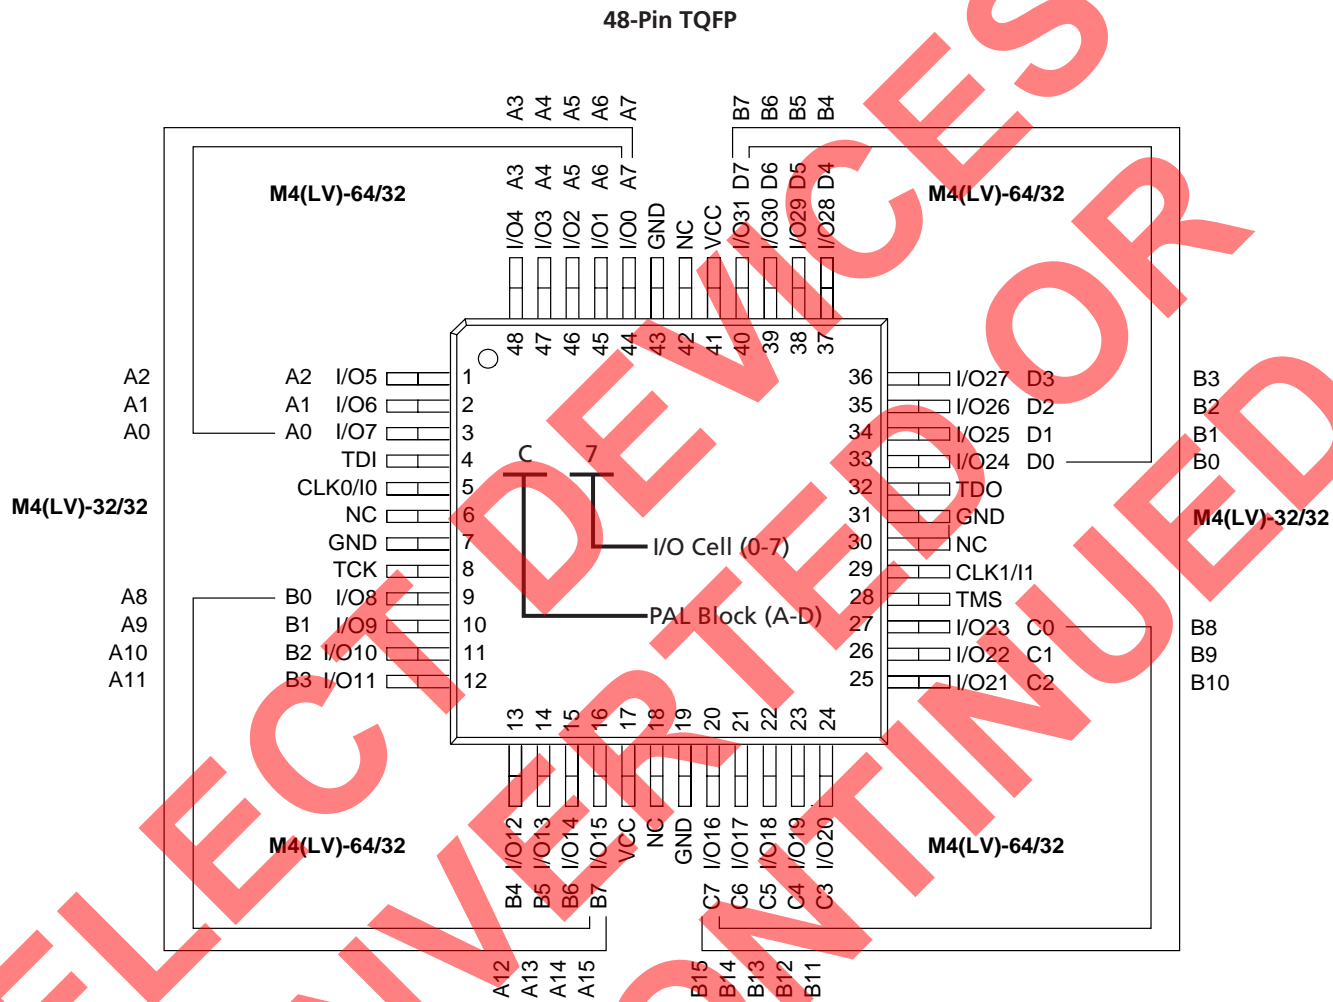 48-Pin TQFP
A3 A4 A5 A6 A7 B7 B6 B5 B4
M4(LV)-64/32 M4(LV)-64/32
A3 A4 A5 A6 A7 D7 D6 D5 D4
I/O4 I/O3 I/O2 I/O1 I/O0 GND NC VCC I/O31 I/O30 I/O29 I/O28
48 47 46 45 44 43 42 41 40 39 38 37
A2 A2 I/O5 1 36 I/O27 D3 B3
A1 A1 I/O6 2 35 I/O26 D2 B2
A0 A0 I/O7 3 34 I/O25 D1 B1
TDI 4 33 I/O24 D0 B0
CLK0/I0 5 32 TDO
M4(LV)-32/32 NC 6 31 GND M4(LV)-32/32
GND 7 30 NC
TCK 8 29 CLK1/I1
A8 B0 I/O8 9 28 TMS
A9 B1 I/O9 10 27 I/O23 C0 B8
A10 B2 I/O10 11 26 I/O22 C1 B9
A11 B3 I/O11 12 25 I/O21 C2 B10
C 7
I/O Cell (0-7)
PAL Block (A-D)
13 14 15 16 17 18 19 20 21 22 23 24
I/O12 I/O13 I/O14 I/O15 VCC NC GND I/O16 I/O17 I/O18 I/O19 I/O20
M4(LV)-64/32 M4(LV)-64/32
B4 B5 B6 B7 C7 C6 C5 C4 C3
A12 A13 A14 A15 B15 B14 B13 B12 B11
DEVICES
OR